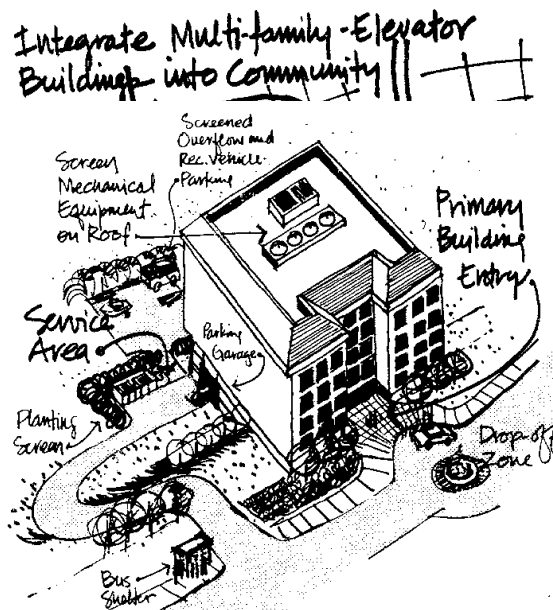 Integrate Multi-family-Elevator
Buildings into Community
Screened
Overflow and
Rec. Vehicle
Parking
Screen
Mechanical
Equipment
on Roof
Primary
Building
Entry
Service
Area
Parking
Garage
Planting
Screen
Drop-off
Zone
Bus
Shelter